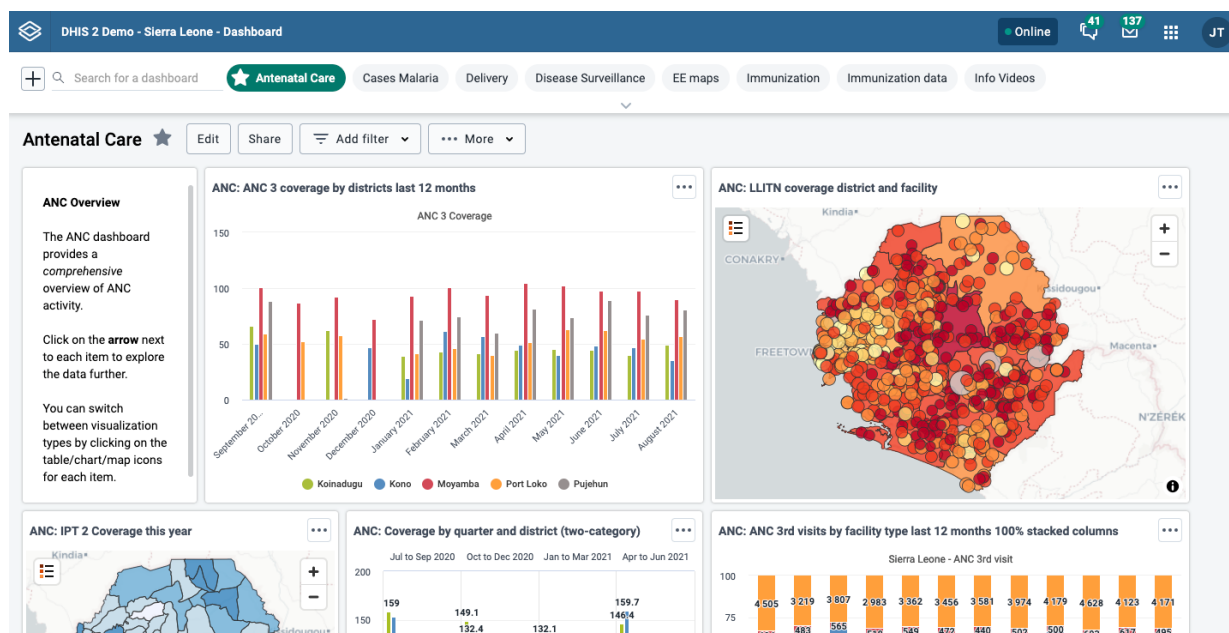 DHIS 2 Demo - Sierra Leone - Dashboard
Online
41
137
JT
Search for a dashboard
Antenatal Care
Cases Malaria
Delivery
Disease Surveillance
EE maps
Immunization
Immunization data
Info Videos
Antenatal Care
Edit
Share
Add filter
More
ANC Overview
The ANC dashboard
provides a
comprehensive
overview of ANC
activity.
Click on the arrow next
to each item to explore
the data further.
You can switch
between visualization
types by clicking on the
table/chart/map icons
for each item.
ANC: ANC 3 coverage by districts last 12 months
ANC 3 Coverage
150
100
50
0
September 20...
October 2020
November 2020
December 2020
January 2021
February 2021
March 2021
April 2021
May 2021
June 2021
July 2021
August 2021
Koinadugu
Kono
Moyamba
Port Loko
Pujehun
ANC: LLITN coverage district and facility
Kindia
CONAKRY
FREETOW
ssidougou
Macenta
N'ZÉRÉK
+
−
ANC: IPT 2 Coverage this year
Kindia
+
−
ANC: Coverage by quarter and district (two-category)
Jul to Sep 2020
Oct to Dec 2020
Jan to Mar 2021
Apr to Jun 2021
200
150
159
149.1
132.4
132.1
159.7
ANC: ANC 3rd visits by facility type last 12 months 100% stacked columns
Sierra Leone - ANC 3rd visit
100
75
4 505
3 219
3 807
2 983
3 362
3 456
3 581
3 974
4 179
4 628
4 123
4 171
483
565
549
472
440
502
500
617
495